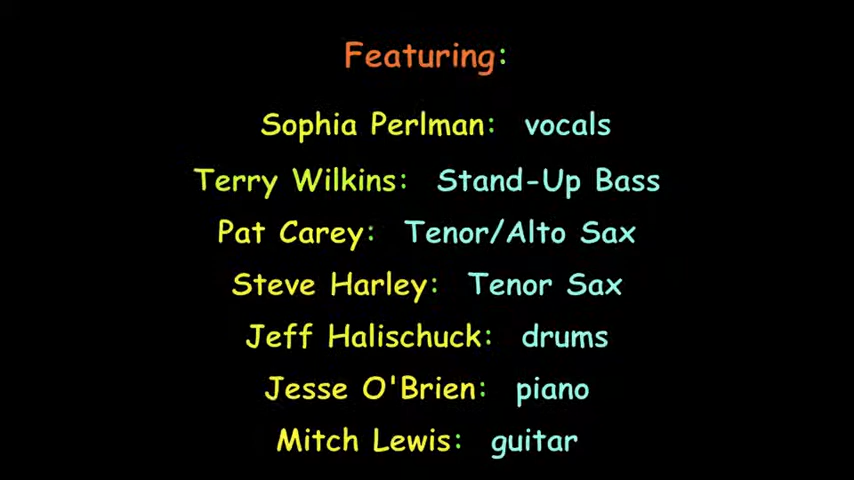 Featuring:
Sophia Perlman: vocals
Terry Wilkins: Stand-Up Bass
Pat Carey: Tenor/Alto Sax
Steve Harley: Tenor Sax
Jeff Halischuck: drums
Jesse O'Brien: piano
Mitch Lewis: guitar